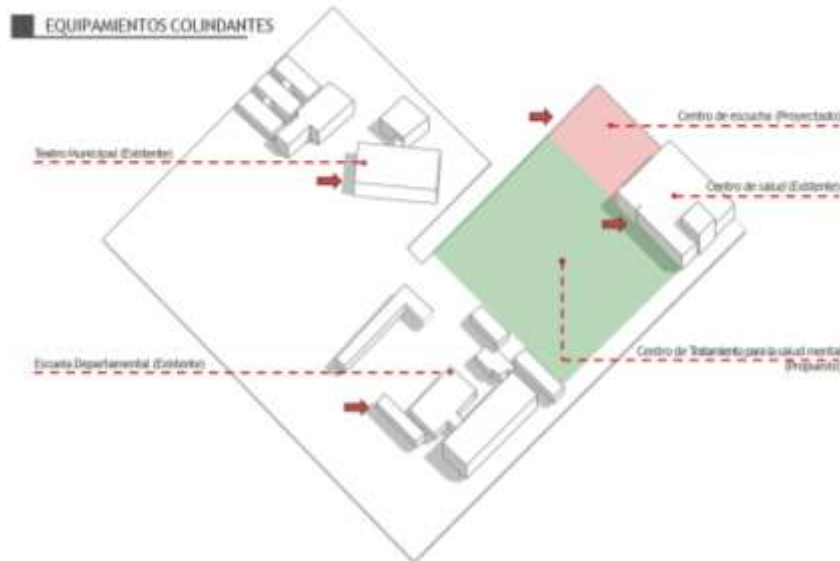 EQUIPAMIENTOS COLINDANTES
Centro de escucha (Proyectado)
Teatro Municipal (Existente)
Centro de salud (Existente)
Centro de Tratamiento para la salud mental
(Propuesto)
Escuela Departamental (Existente)